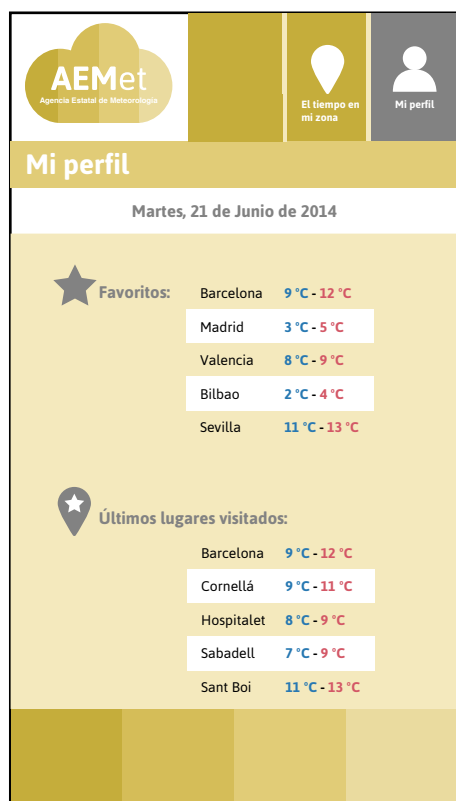 AEMet
Agencia Estatal de Meteorología
El tiempo en
mi zona
Mi perfil
Mi perfil
Martes, 21 de Junio de 2014
Favoritos:
Barcelona 9 °C - 12 °C
Madrid 3 °C - 5 °C
Valencia 8 °C - 9 °C
Bilbao 2 °C - 4 °C
Sevilla 11 °C - 13 °C
Últimos lugares visitados:
Barcelona 9 °C - 12 °C
Cornellá 9 °C - 11 °C
Hospitalet 8 °C - 9 °C
Sabadell 7 °C - 9 °C
Sant Boi 11 °C - 13 °C